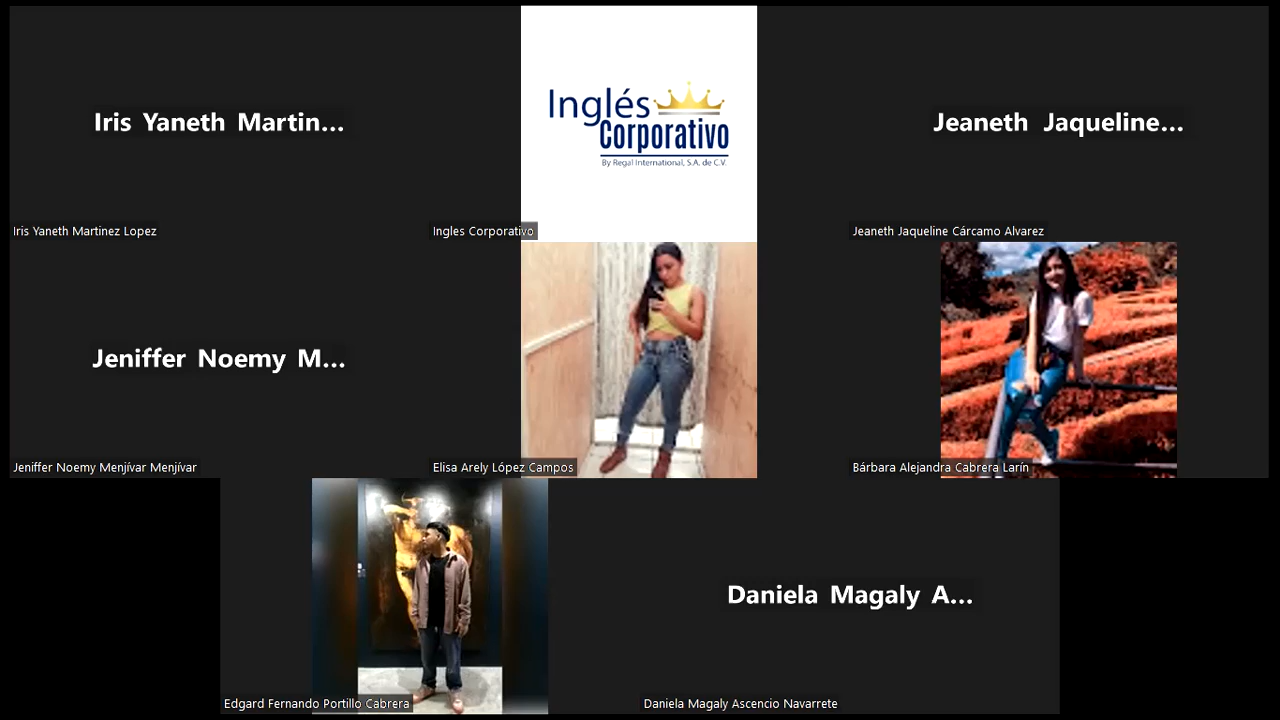 Iris Yaneth Martin...
Iris Yaneth Martinez Lopez
Inglés
Corporativo
By Regal International, S.A. de C.V.
Ingles Corporativo
Jeaneth Jaqueline...
Jeaneth Jaqueline Cárcamo Alvarez
Jeniffer Noemy M...
Jeniffer Noemy Menjívar Menjívar
Elisa Arely López Campos
Bárbara Alejandra Cabrera Larín
Edgard Fernando Portillo Cabrera
Daniela Magaly A...
Daniela Magaly Ascencio Navarrete